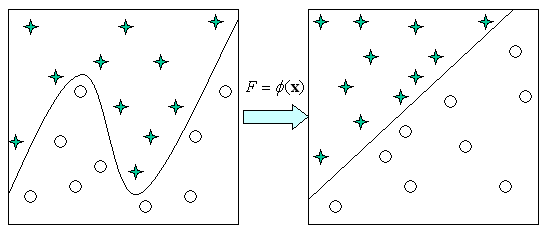 F = ϕ(x)